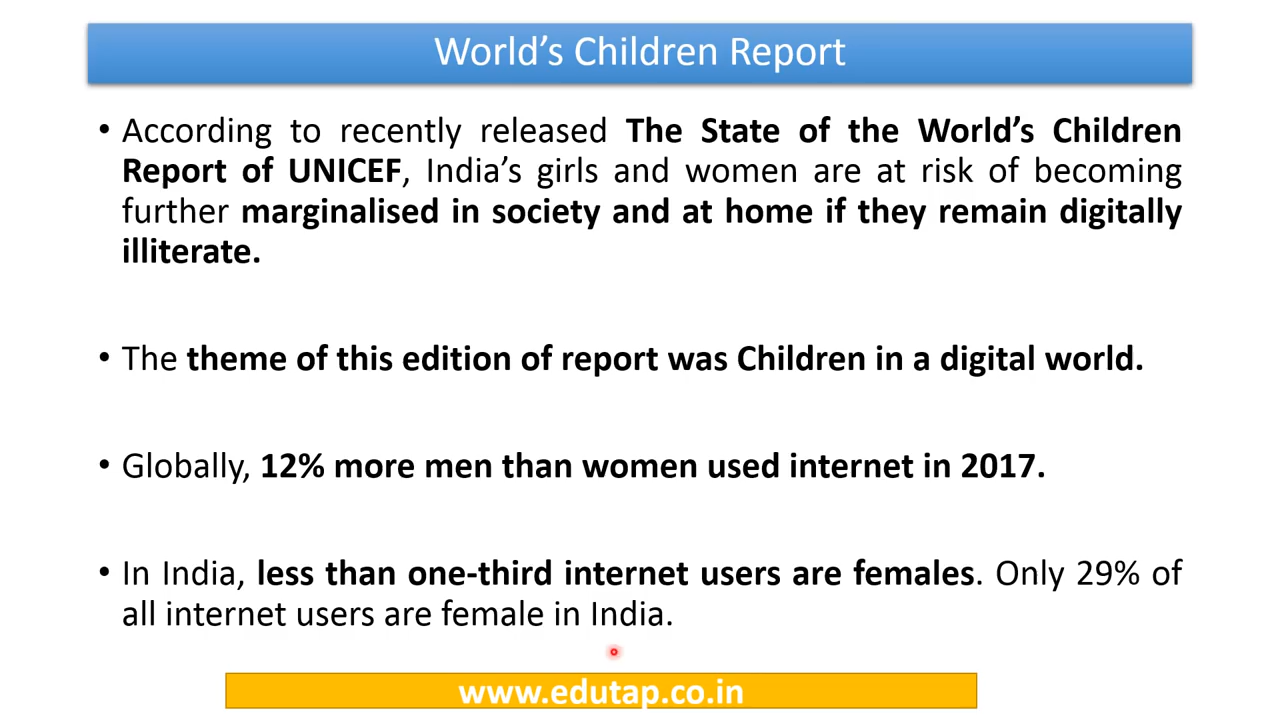 World’s Children Report
• According to recently released The State of the World’s Children
Report of UNICEF, India’s girls and women are at risk of becoming
further marginalised in society and at home if they remain digitally
illiterate.
• The theme of this edition of report was Children in a digital world.
• Globally, 12% more men than women used internet in 2017.
• In India, less than one-third internet users are females. Only 29% of
all internet users are female in India.
www.edutap.co.in